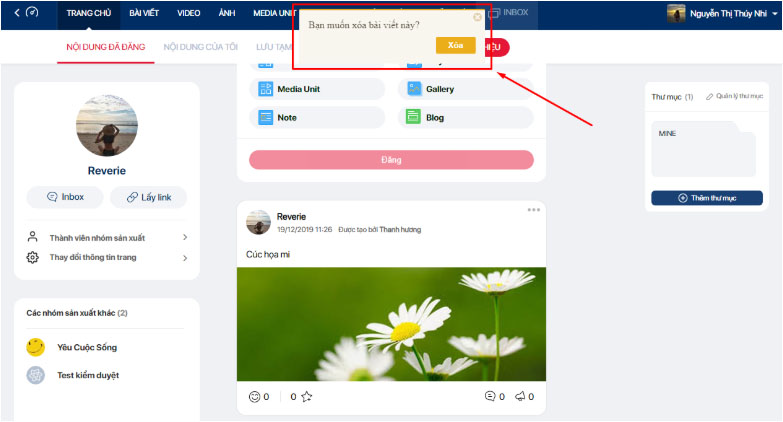 TRANG CHỦ BÀI VIẾT VIDEO ẢNH MEDIA UNIT INBOX Nguyễn Thị Thúy Nhi
Bạn muốn xóa bài viết này?
Xóa
NỘI DUNG ĐÃ ĐĂNG NỘI DUNG CỦA TÔI LƯU TẠM
Media Unit Gallery
Note Blog
Đăng
Reverie
Inbox Lấy link
Thành viên nhóm sản xuất
Thay đổi thông tin trang
Các nhóm sản xuất khác (2)
Yêu Cuộc Sống
Test kiểm duyệt
Reverie
19/12/2019 11:26 Được tạo bởi Thanh hương
Cúc họa mi
0 0 0 0
Thư mục (1) Quản lý thư mục
MINE
Thêm thư mục